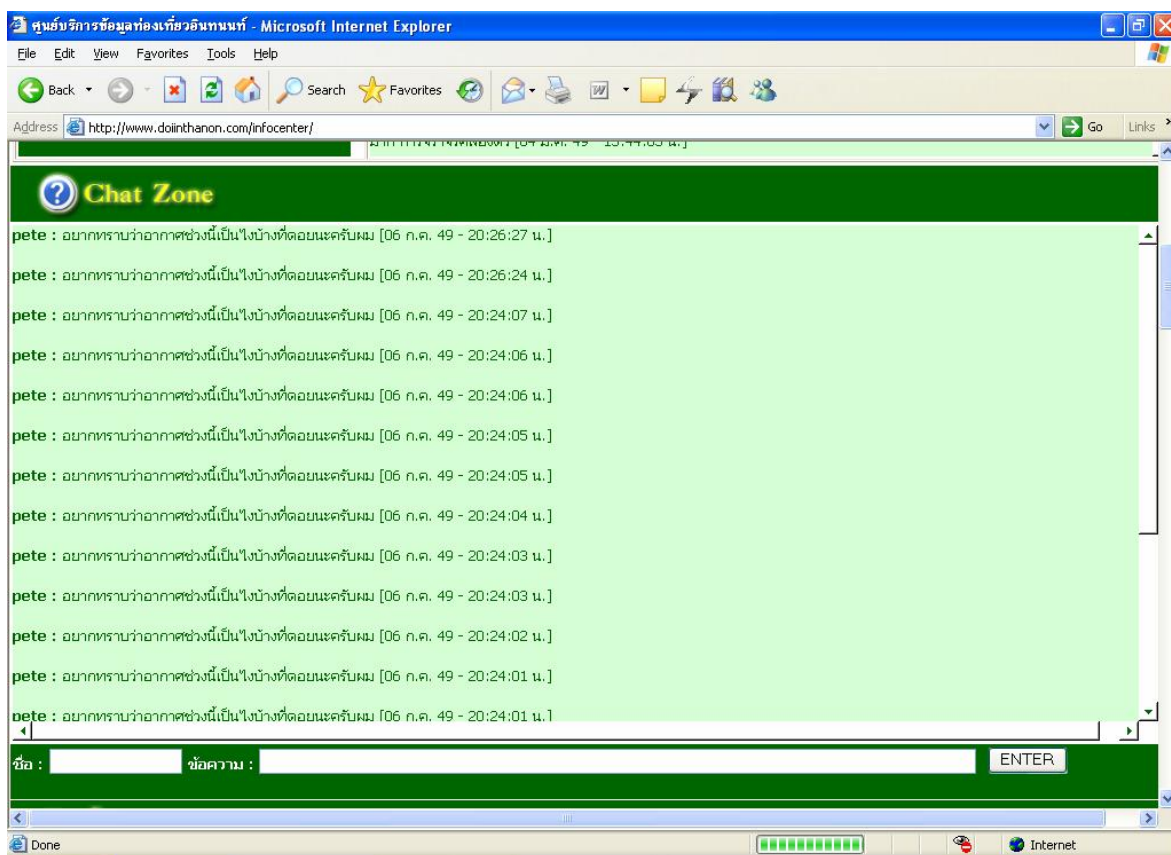 ศูนย์บริการข้อมูลท่องเที่ยวอินทนนท์ - Microsoft Internet Explorer
File Edit View Favorites Tools Help
Back Search Favorites
Address http://www.doiinthanon.com/infocenter/ Go Links
Chat Zone
pete : อยากทราบว่าอากาศช่วงนี้เป็นไงบ้างที่ดอยนะครับผม [06 ก.ค. 49 - 20:26:27 น.]
pete : อยากทราบว่าอากาศช่วงนี้เป็นไงบ้างที่ดอยนะครับผม [06 ก.ค. 49 - 20:26:24 น.]
pete : อยากทราบว่าอากาศช่วงนี้เป็นไงบ้างที่ดอยนะครับผม [06 ก.ค. 49 - 20:24:07 น.]
pete : อยากทราบว่าอากาศช่วงนี้เป็นไงบ้างที่ดอยนะครับผม [06 ก.ค. 49 - 20:24:06 น.]
pete : อยากทราบว่าอากาศช่วงนี้เป็นไงบ้างที่ดอยนะครับผม [06 ก.ค. 49 - 20:24:06 น.]
pete : อยากทราบว่าอากาศช่วงนี้เป็นไงบ้างที่ดอยนะครับผม [06 ก.ค. 49 - 20:24:05 น.]
pete : อยากทราบว่าอากาศช่วงนี้เป็นไงบ้างที่ดอยนะครับผม [06 ก.ค. 49 - 20:24:05 น.]
pete : อยากทราบว่าอากาศช่วงนี้เป็นไงบ้างที่ดอยนะครับผม [06 ก.ค. 49 - 20:24:04 น.]
pete : อยากทราบว่าอากาศช่วงนี้เป็นไงบ้างที่ดอยนะครับผม [06 ก.ค. 49 - 20:24:03 น.]
pete : อยากทราบว่าอากาศช่วงนี้เป็นไงบ้างที่ดอยนะครับผม [06 ก.ค. 49 - 20:24:03 น.]
pete : อยากทราบว่าอากาศช่วงนี้เป็นไงบ้างที่ดอยนะครับผม [06 ก.ค. 49 - 20:24:02 น.]
pete : อยากทราบว่าอากาศช่วงนี้เป็นไงบ้างที่ดอยนะครับผม [06 ก.ค. 49 - 20:24:01 น.]
pete : อยากทราบว่าอากาศช่วงนี้เป็นไงบ้างที่ดอยนะครับผม [06 ก.ค. 49 - 20:24:01 น.]
ชื่อ : ข้อความ : ENTER
Done Internet